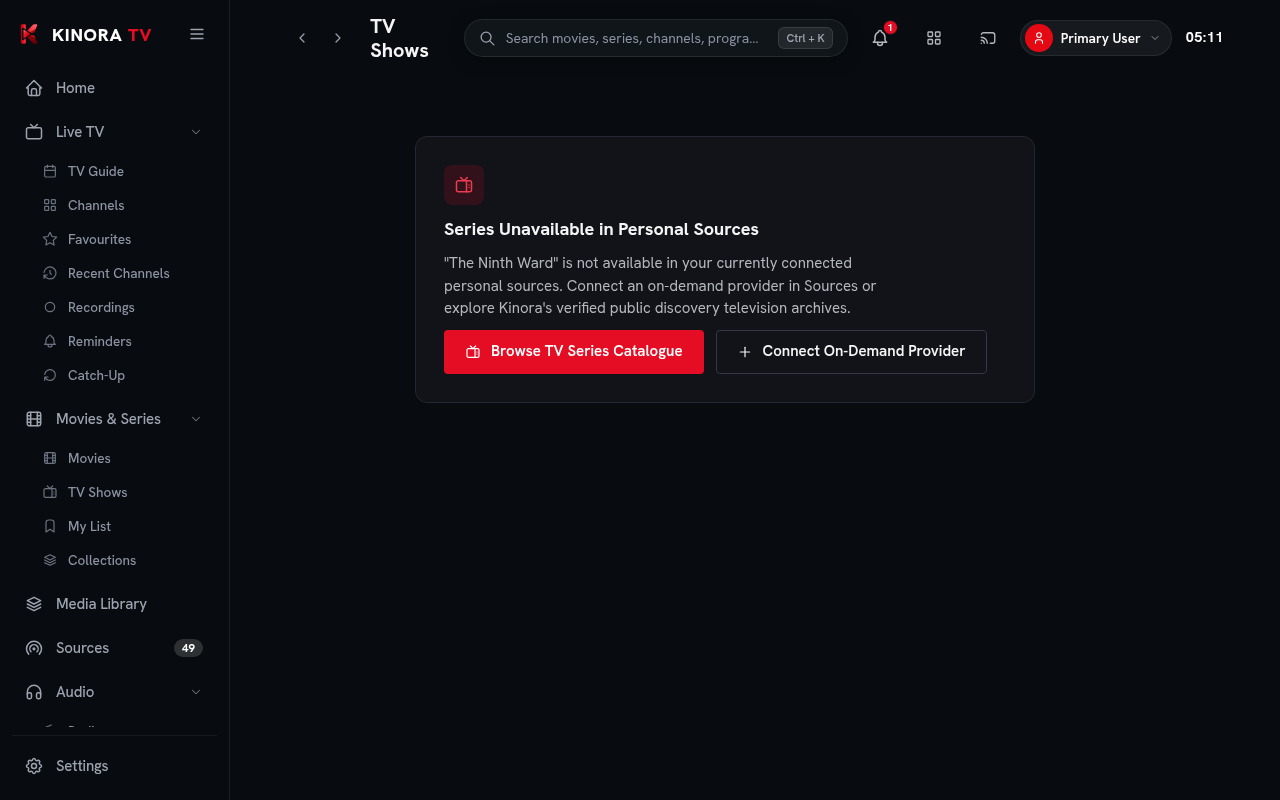 KINORA TV
TV
Shows
Search movies, series, channels, progra...
Ctrl + K
1
Primary User
05:11
Home
Live TV
TV Guide
Channels
Favourites
Recent Channels
Recordings
Reminders
Catch-Up
Movies & Series
Movies
TV Shows
My List
Collections
Media Library
Sources
49
Audio
Settings
Series Unavailable in Personal Sources
"The Ninth Ward" is not available in your currently connected
personal sources. Connect an on-demand provider in Sources or
explore Kinora's verified public discovery television archives.
Browse TV Series Catalogue
Connect On-Demand Provider